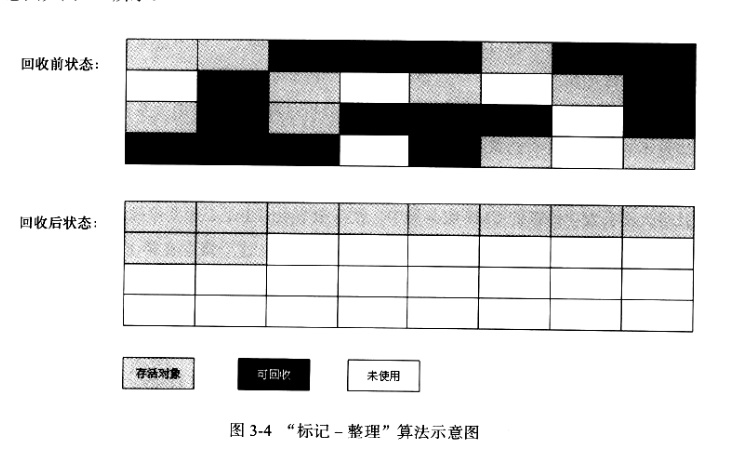 回收前状态：
回收后状态：
存活对象
可回收
未使用
图 3-4 “标记 – 整理”算法示意图